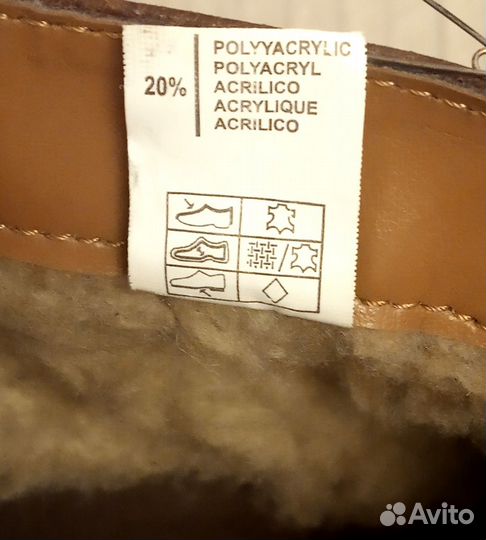 20%
POLYYACRYLIC
POLYACRYL
ACRILICO
ACRYLIQUE
ACRILICO
Avito